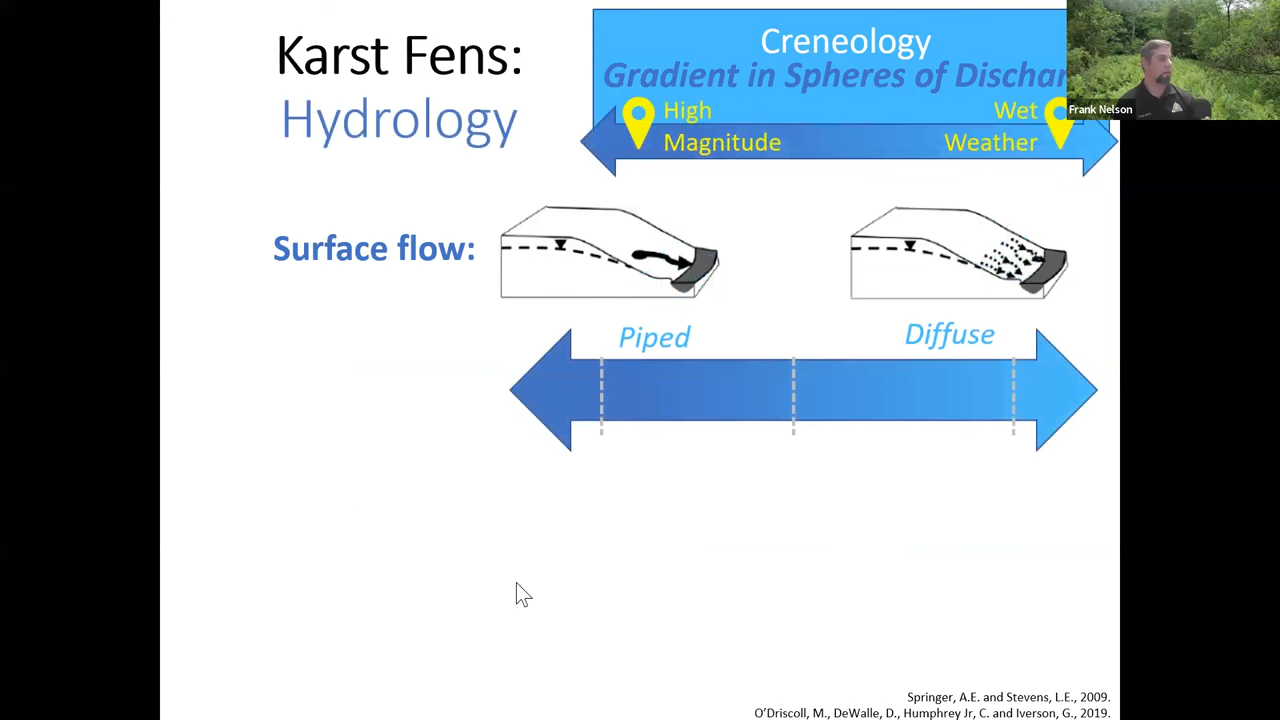 Karst Fens:
Hydrology
Creneology
Gradient in Spheres of
High
Magnitude
Wet
Weather
Frank Nelson
Surface flow:
Piped
Diffuse
Springer, A.E. and Stevens, L.E., 2009.
O'Driscoll, M., DeWalle, D., Humphrey Jr, C. and Iverson, G., 2019.